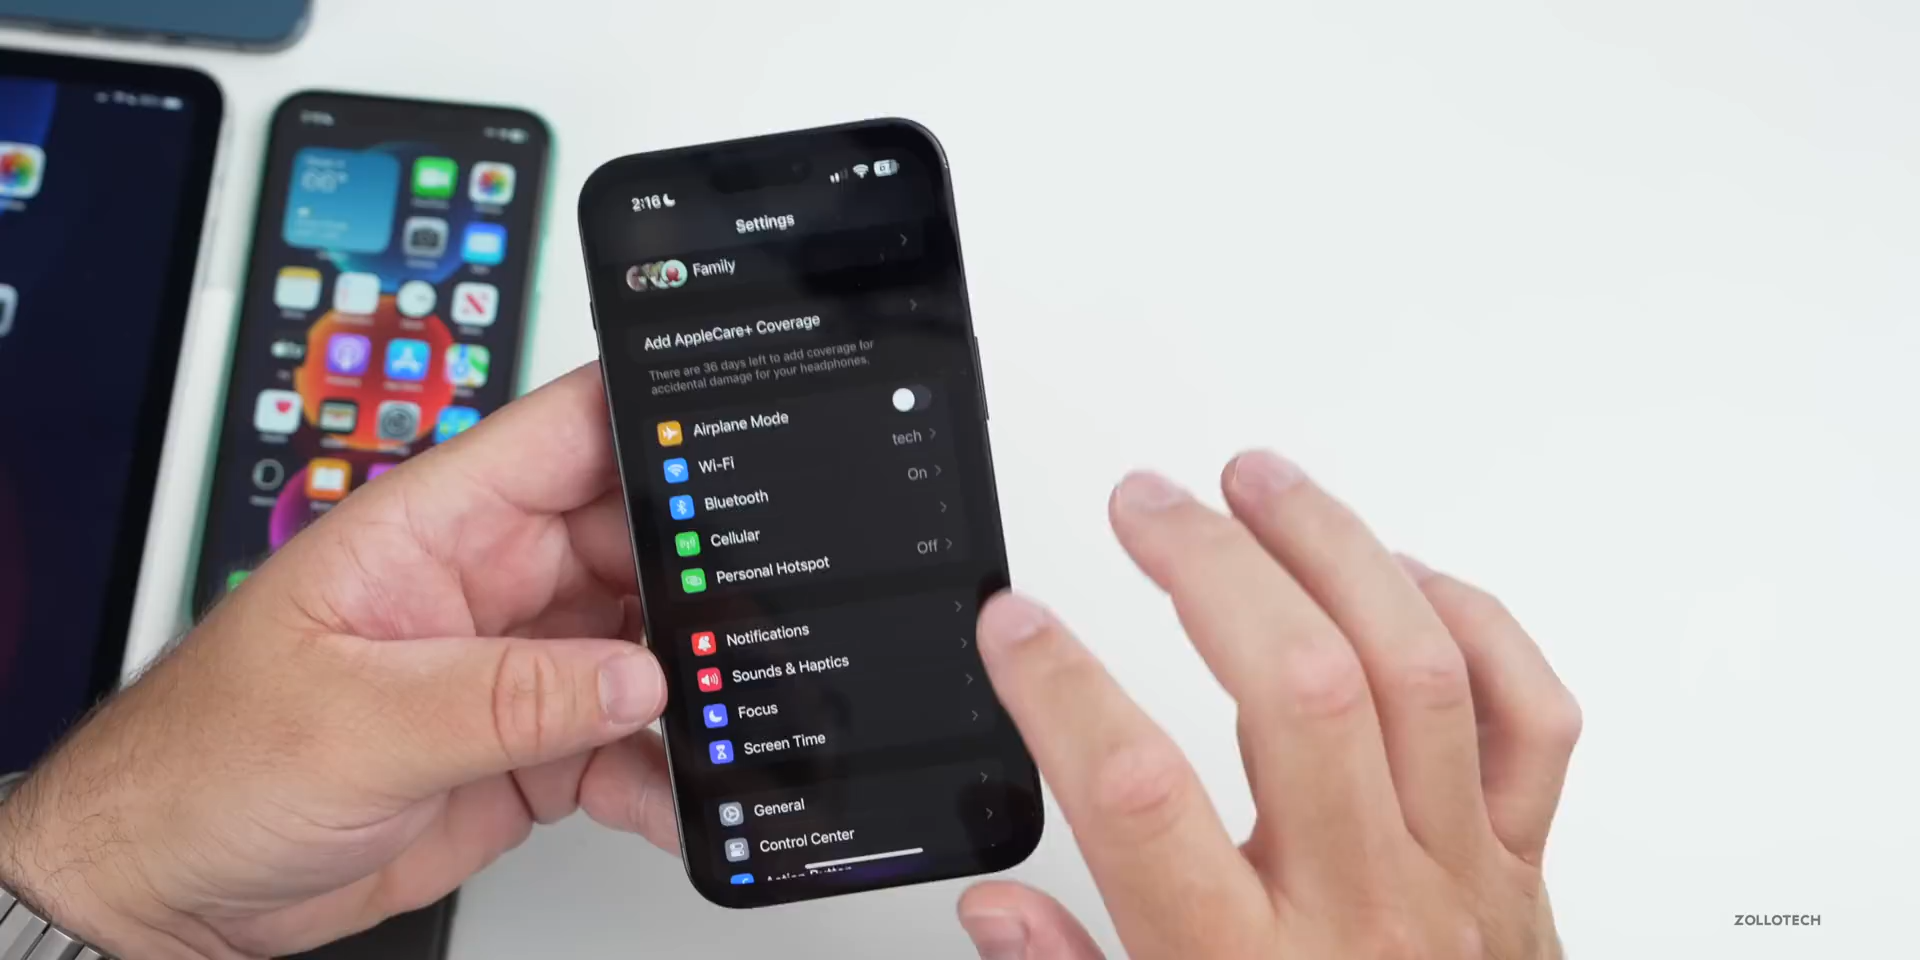 2:16
Settings
Family
Add AppleCare+ Coverage
There are 36 days left to add coverage for
accidental damage for your headphones.
Airplane Mode
Wi-Fi tech
Bluetooth On
Cellular
Personal Hotspot Off
Notifications
Sounds & Haptics
Focus
Screen Time
General
Control Center
Action Button
ZOLLOTECH